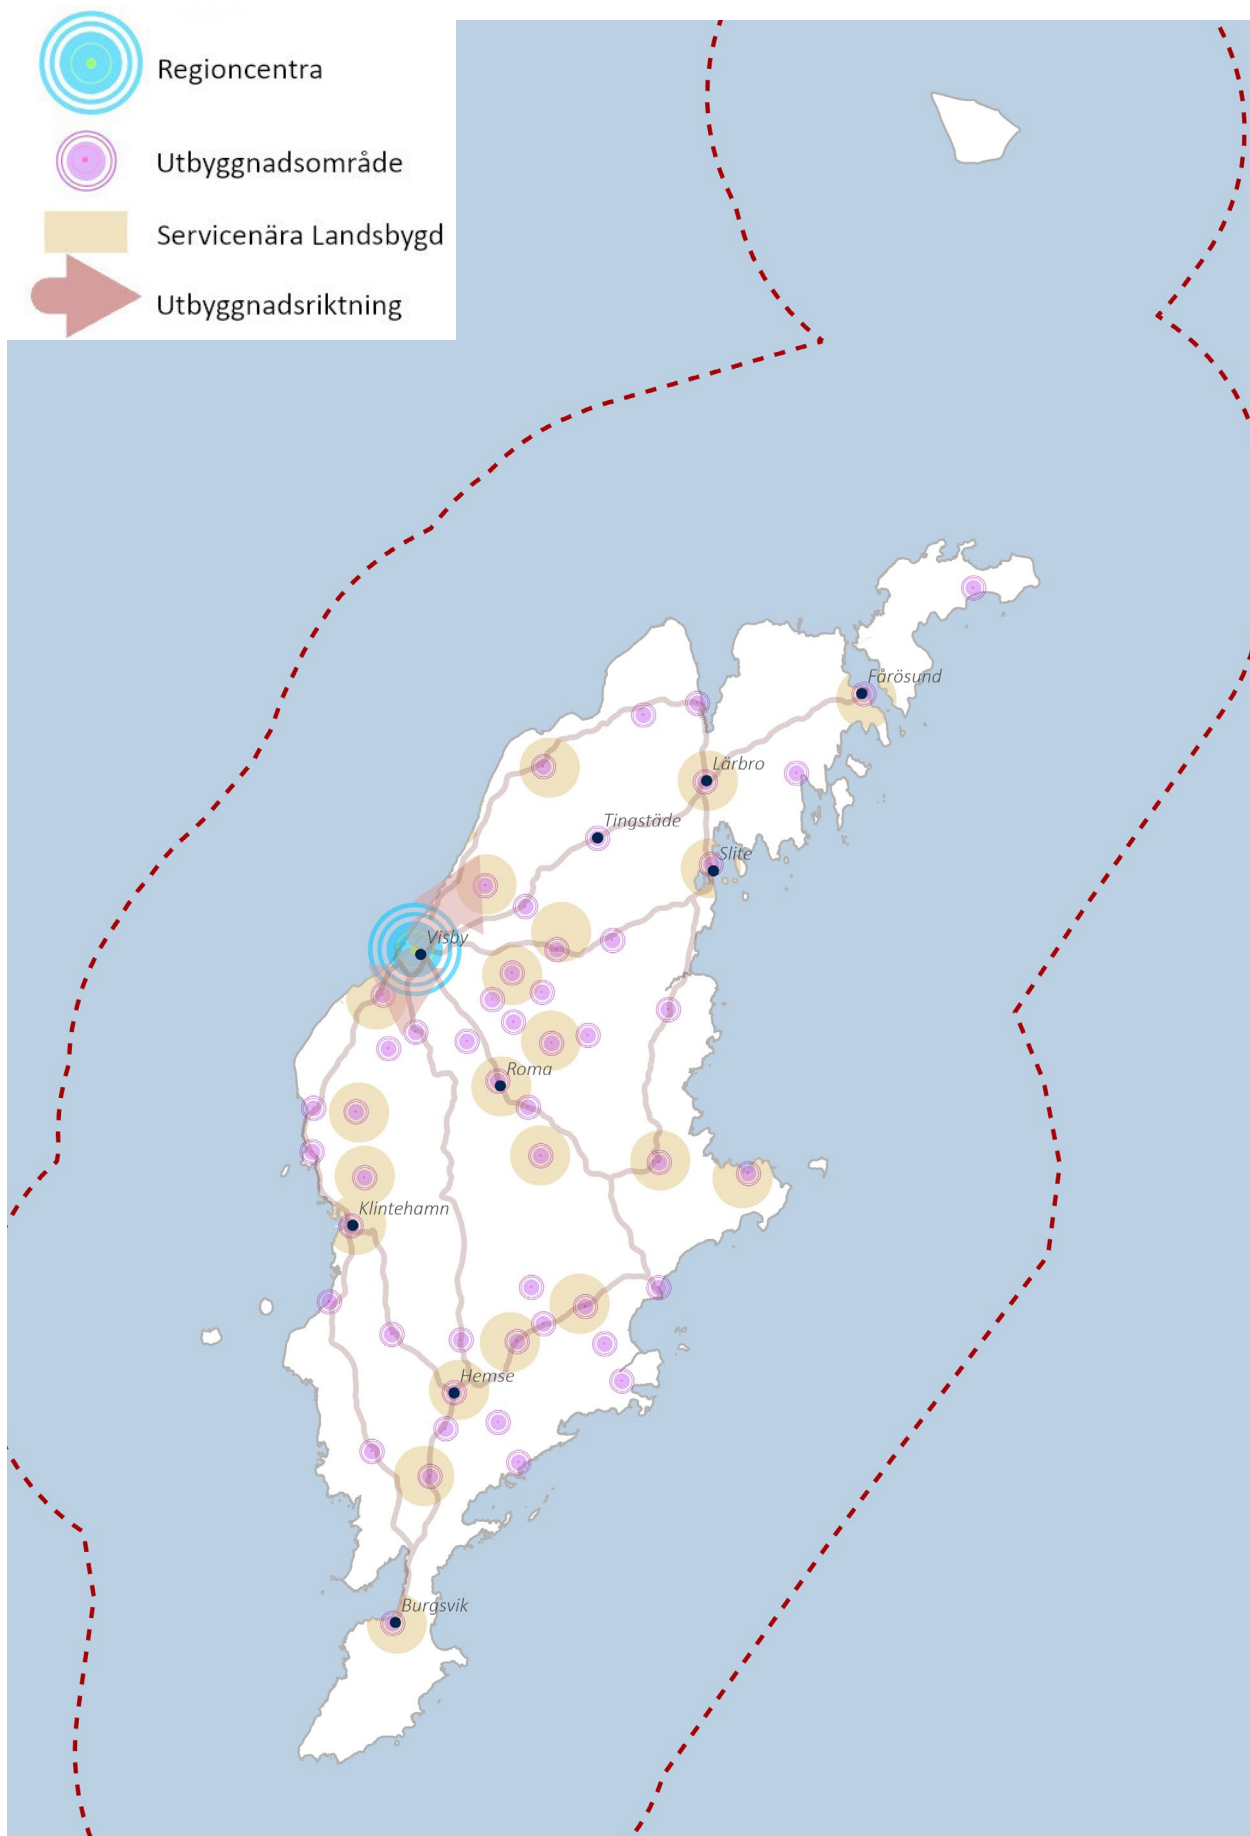 Regioncentra
Utbyggnadsområde
Servicenära Landsbygd
Utbyggnadsriktning
Fårösund
Lärbro
Tingstäde
Slite
Visby
Roma
Klintehamn
Hemse
Burgsvik